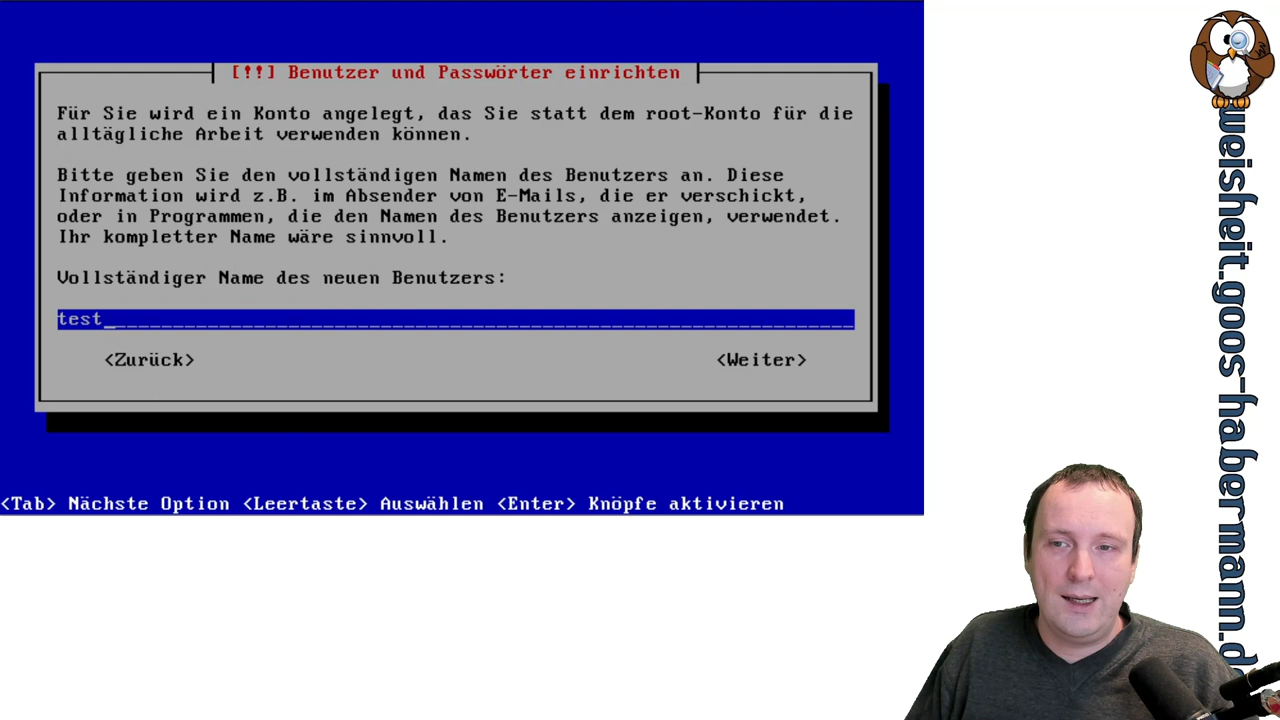 [!!] Benutzer und Passwörter einrichten
Für Sie wird ein Konto angelegt, das Sie statt dem root-Konto für die
alltägliche Arbeit verwenden können.
Bitte geben Sie den vollständigen Namen des Benutzers an. Diese
Information wird z.B. im Absender von E-Mails, die er verschickt,
oder in Programmen, die den Namen des Benutzers anzeigen, verwendet.
Ihr kompletter Name wäre sinnvoll.
Vollständiger Name des neuen Benutzers:
test
<Zurück> <Weiter>
<Tab> Nächste Option <Leertaste> Auswählen <Enter> Knöpfe aktivieren
weisheit.goos-habermann.d